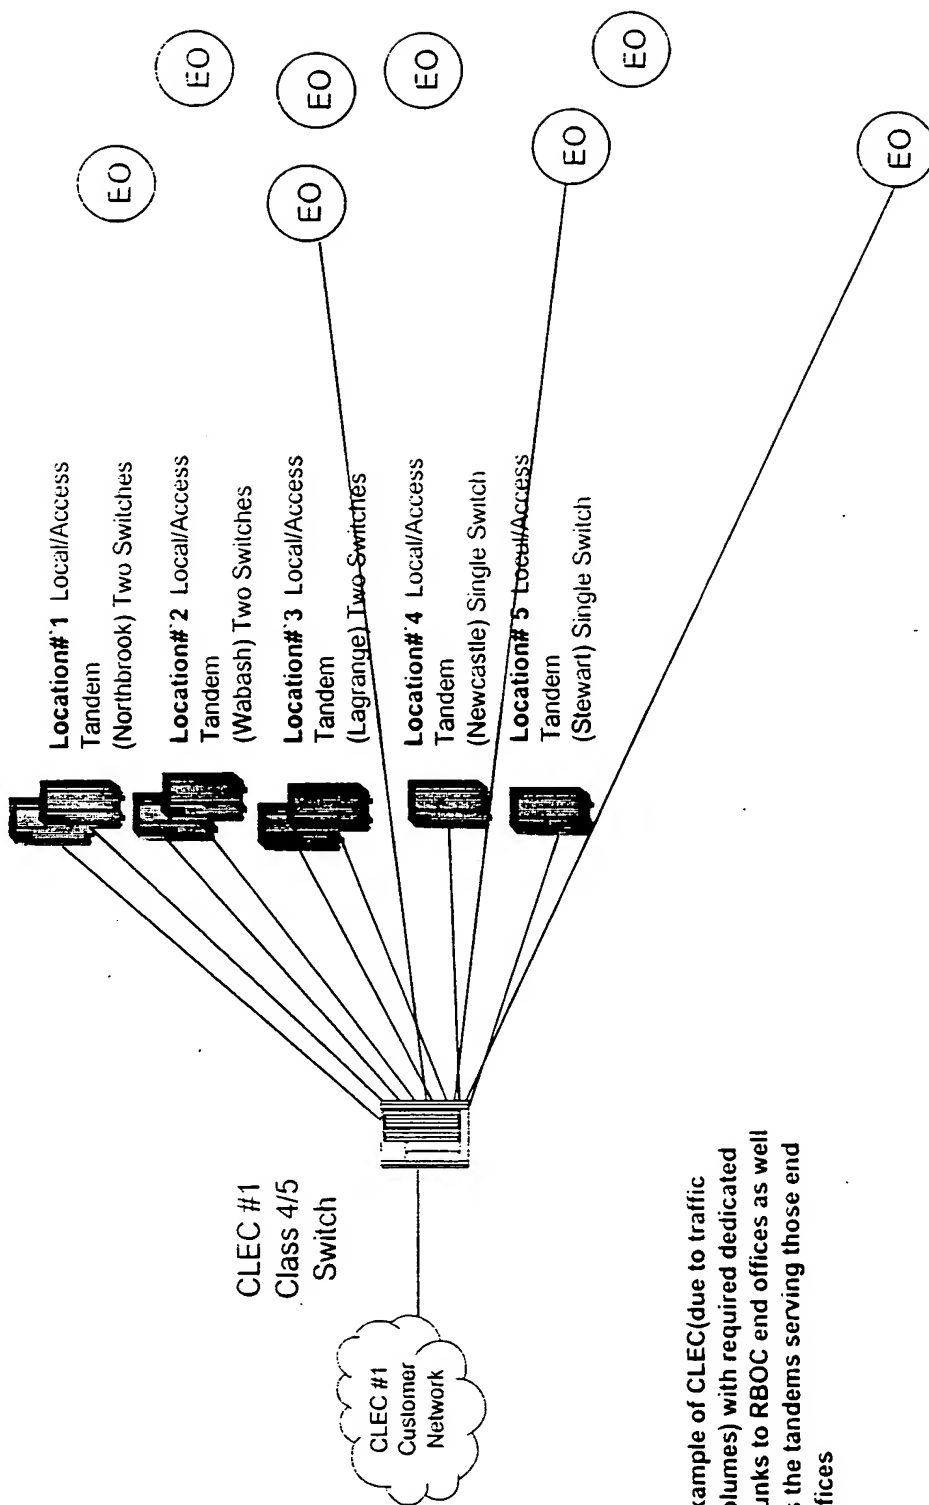 CLEC #1
Class 4/5
Switch
CLEC #1
Customer
Network
Location# 1 Local/Access
Tandem
(Northbrook) Two Switches
Location# 2 Local/Access
Tandem
(Wabash) Two Switches
Location# 3 Local/Access
Tandem
(Lagrange) Two Switches
Location# 4 Local/Access
Tandem
(Newcastle) Single Switch
Location# 5 Local/Access
Tandem
(Stewart) Single Switch
EO
EO
EO
EO
EO
EO
EO
EO
xample of CLEC(due to traffic
olumes) with required dedicated
unks to RBOC end offices as well
s the tandems serving those end
ffices